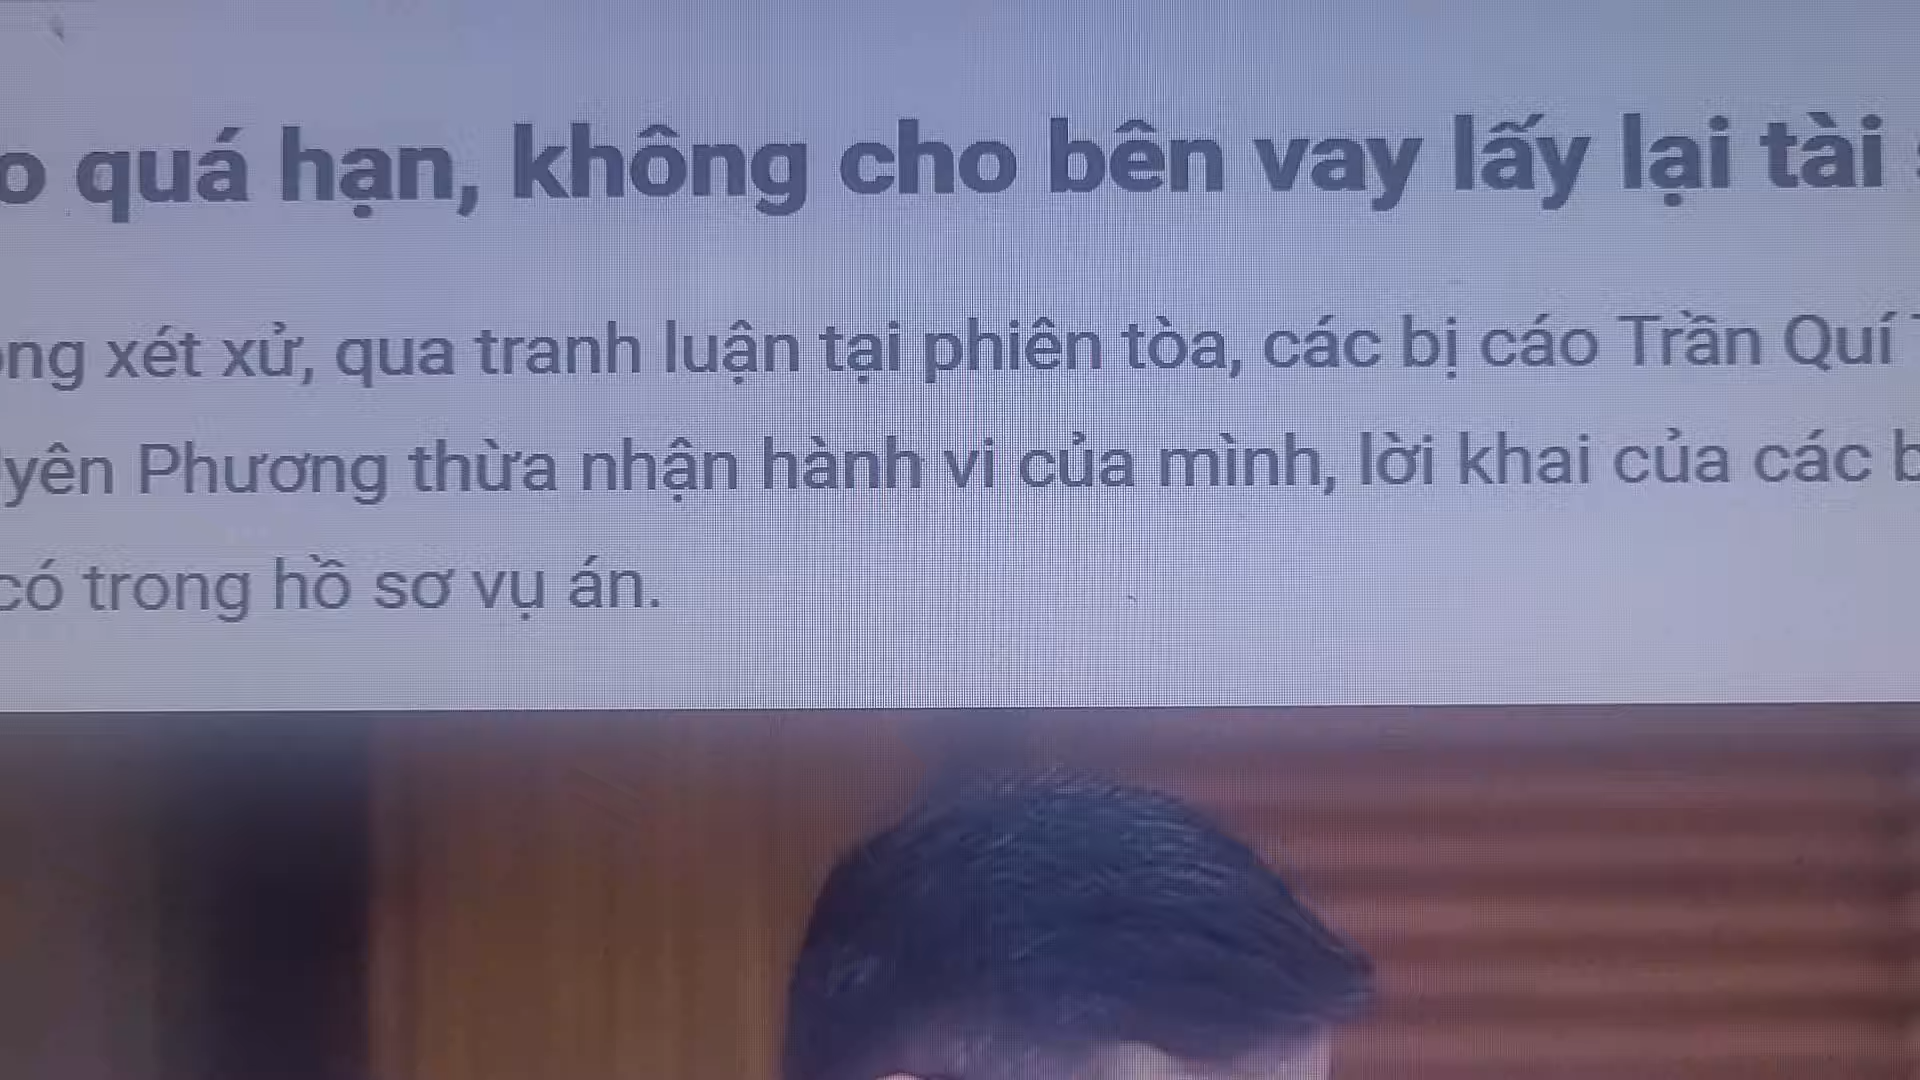 o quá hạn, không cho bên vay lấy lại tài
ng xét xử, qua tranh luận tại phiên tòa, các bị cáo Trần Quí
yên Phương thừa nhận hành vi của mình, lời khai của các b
có trong hồ sơ vụ án.